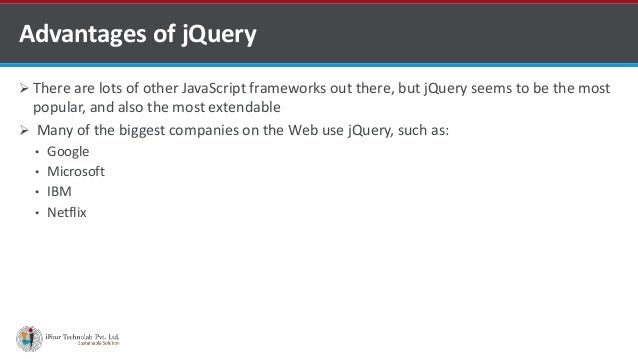 Advantages of jQuery
➢ There are lots of other JavaScript frameworks out there, but jQuery seems to be the most
popular, and also the most extendable
➢ Many of the biggest companies on the Web use jQuery, such as:
• Google
• Microsoft
• IBM
• Netflix
iFour Technolab Pvt. Ltd.
Sustainable Solution